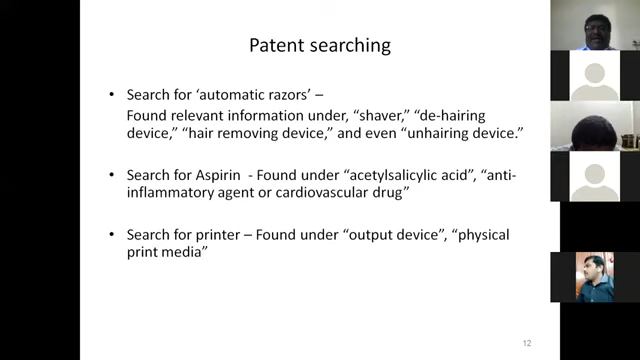 Patent searching
• Search for ‘automatic razors’ –
Found relevant information under, “shaver,” “de-hairing
device,” “hair removing device,” and even “unhairing device.”
• Search for Aspirin - Found under “acetylsalicylic acid”, “anti-
inflammatory agent or cardiovascular drug”
• Search for printer – Found under “output device”, “physical
print media”
12